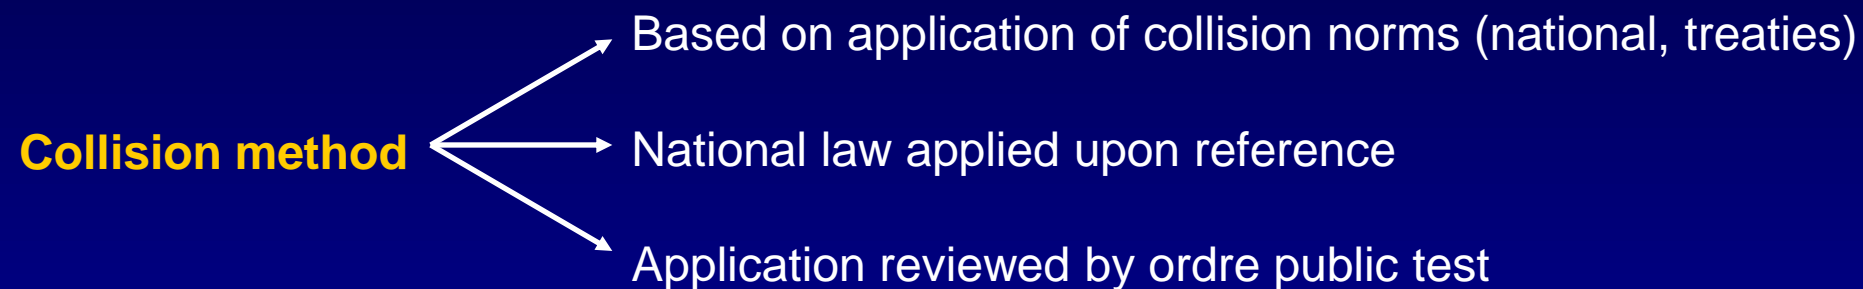 Based on application of collision norms (national, treaties)
Collision method
National law applied upon reference
Application reviewed by ordre public test